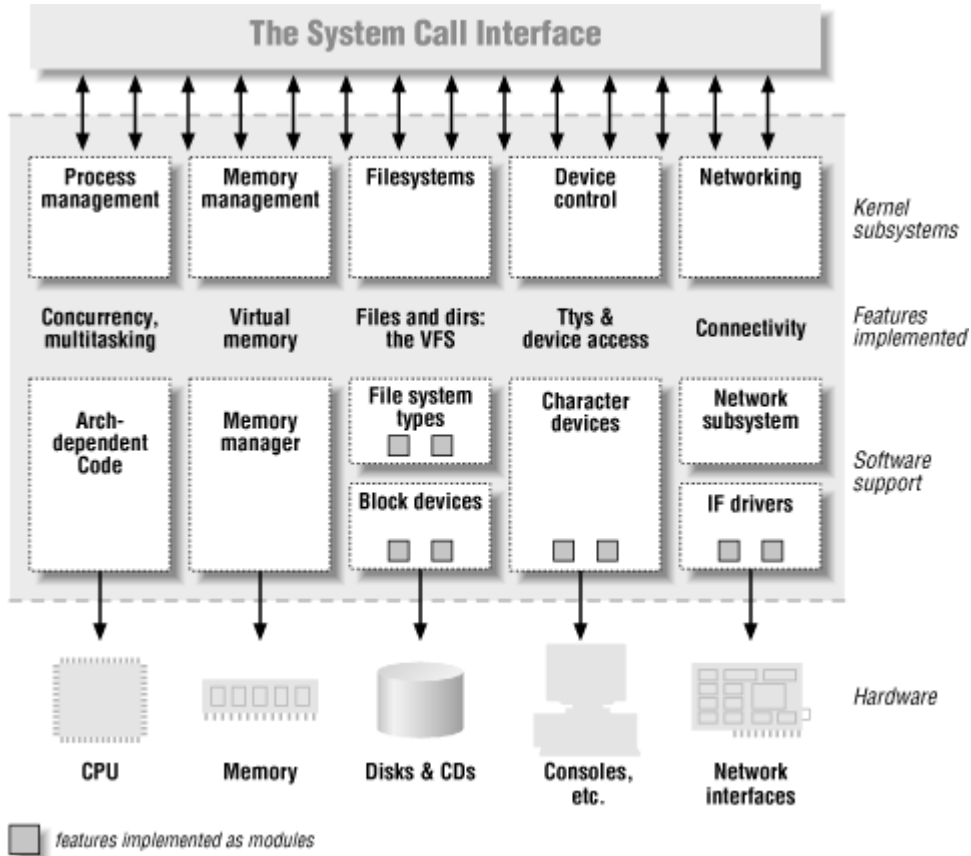 The System Call Interface
Process
management
Memory
management
Filesystems
Device
control
Networking
Kernel
subsystems
Concurrency,
multitasking
Virtual
memory
Files and dirs:
the VFS
Ttys &
device access
Connectivity
Features
implemented
Arch-
dependent
Code
Memory
manager
File system
types
Block devices
Character
devices
Network
subsystem
IF drivers
Software
support
Hardware
CPU
Memory
Disks & CDs
Consoles,
etc.
Network
interfaces
features implemented as modules